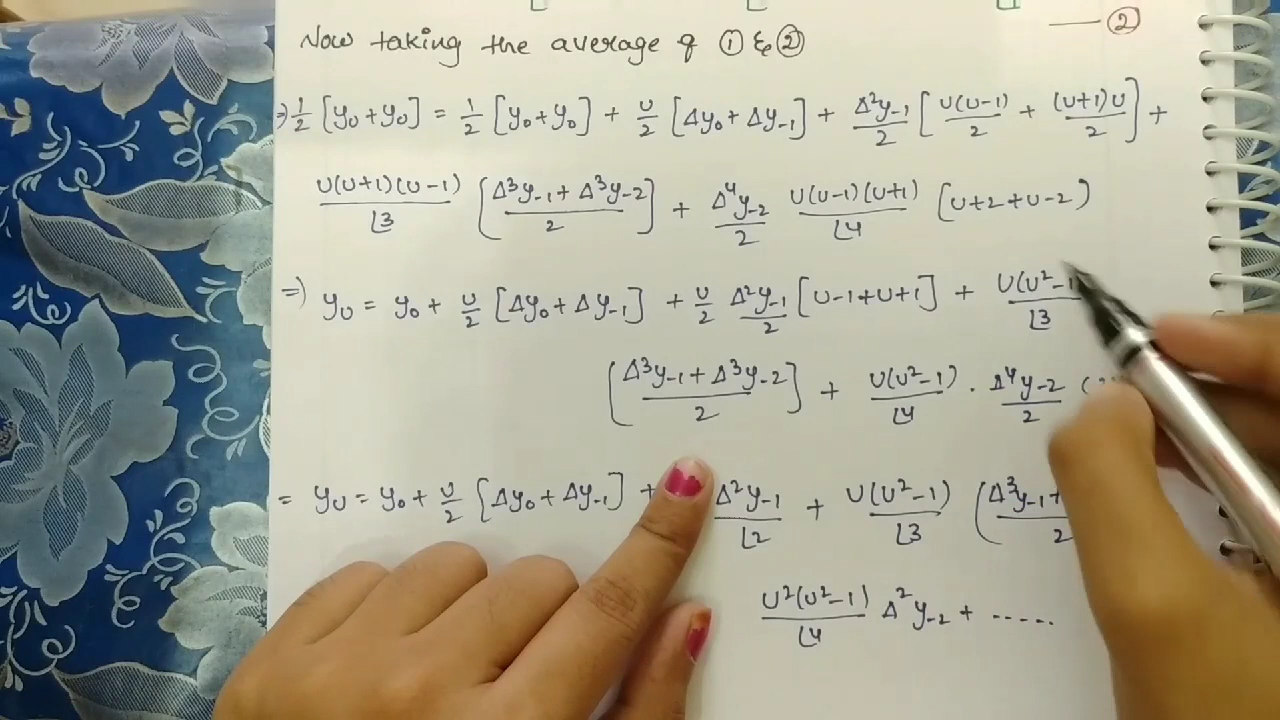 ②
Now taking the average of ① & ②
⇒ 1/2 [y₀ + y₀] = 1/2 [y₀ + y₀] + U/2 [Δy₀ + Δy₋₁] + Δ²y₋₁/2 [U(U-1)/2 + (U+1)U/2] +
U(U+1)(U-1)/⌊3 [Δ³y₋₁ + Δ³y₋₂/2] + Δ⁴y₋₂/2 U(U-1)(U+1)/⌊4 [U+2+U-2)
⇒) yᵤ = y₀ + U/2 [Δy₀ + Δy₋₁] + U/2 Δ²y₋₁/2 [U-1+U+1] + U(U²-1)/⌊3
[Δ³y₋₁ + Δ³y₋₂/2] + U(U²-1)/⌊4 · Δ⁴y₋₂/2
= yᵤ = y₀ + U/2 [Δy₀ + Δy₋₁] + Δ²y₋₁/⌊2 + U(U²-1)/⌊3 (Δ³y₋₁ + /2
U²(U²-1)/⌊4 Δ²y₋₂ + .....